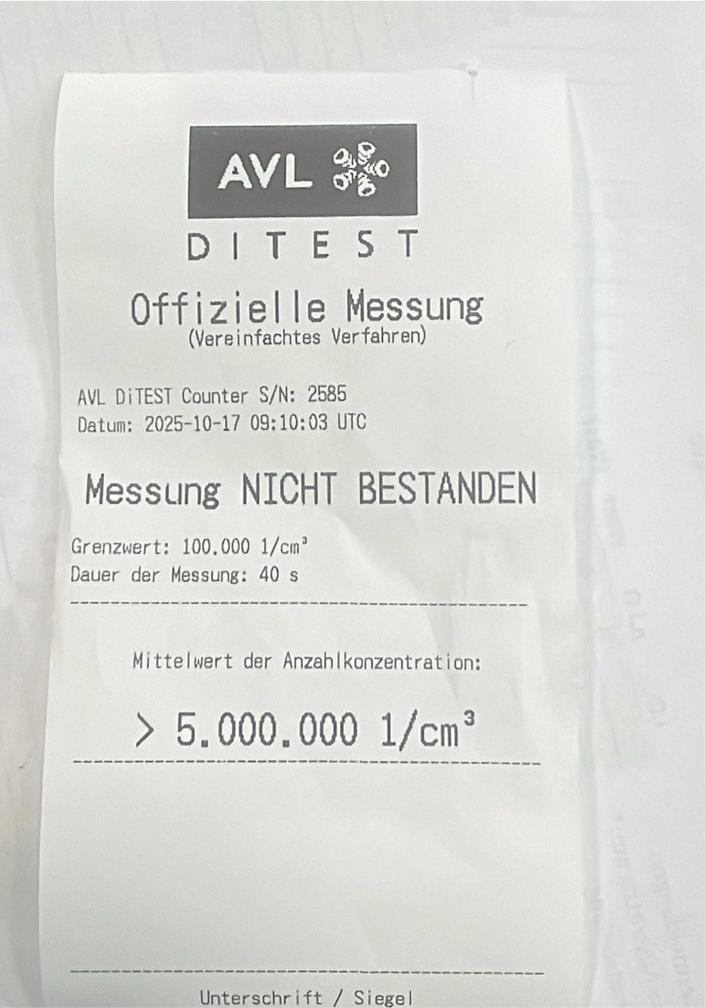 AVL
DITEST
Offizielle Messung
(Vereinfachtes Verfahren)
AVL DiTEST Counter S/N: 2585
Datum: 2025-10-17 09:10:03 UTC
Messung NICHT BESTANDEN
Grenzwert: 100.000 1/cm³
Dauer der Messung: 40 s
Mittelwert der Anzahlkonzentration:
> 5.000.000 1/cm³
Unterschrift / Siegel